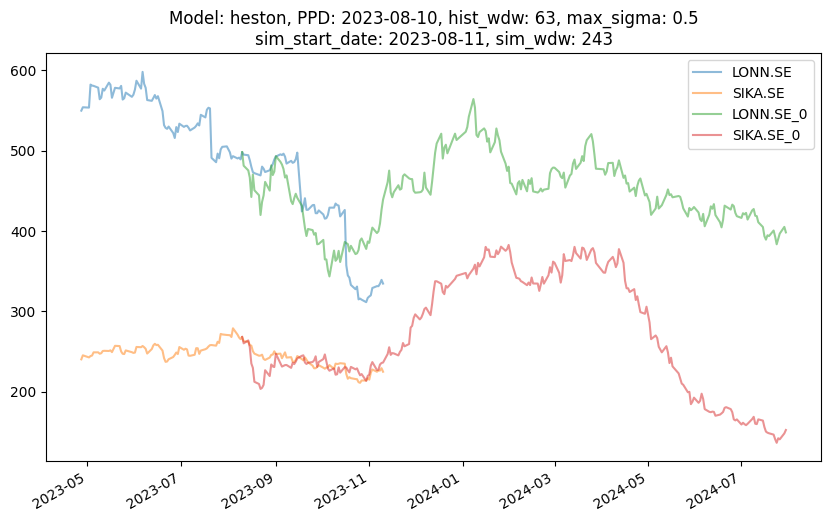 Model: heston, PPD: 2023-08-10, hist_wdw: 63, max_sigma: 0.5
sim_start_date: 2023-08-11, sim_wdw: 243
LONN.SE
SIKA.SE
LONN.SE_0
SIKA.SE_0
600
500
400
300
200
2023-05
2023-07
2023-09
2023-11
2024-01
2024-03
2024-05
2024-07